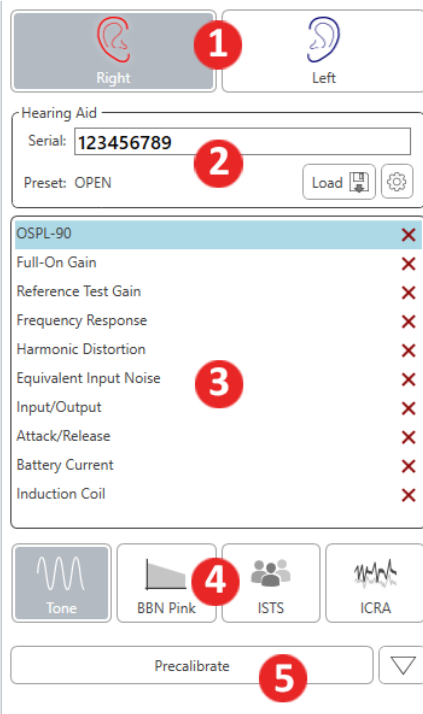 1
Right Left
Hearing Aid
Serial: 123456789
2
Preset: OPEN Load
OSPL-90
Full-On Gain
Reference Test Gain
Frequency Response
Harmonic Distortion
Equivalent Input Noise
3
Input/Output
Attack/Release
Battery Current
Induction Coil
4
Tone BBN Pink ISTS ICRA
Precalibrate
5